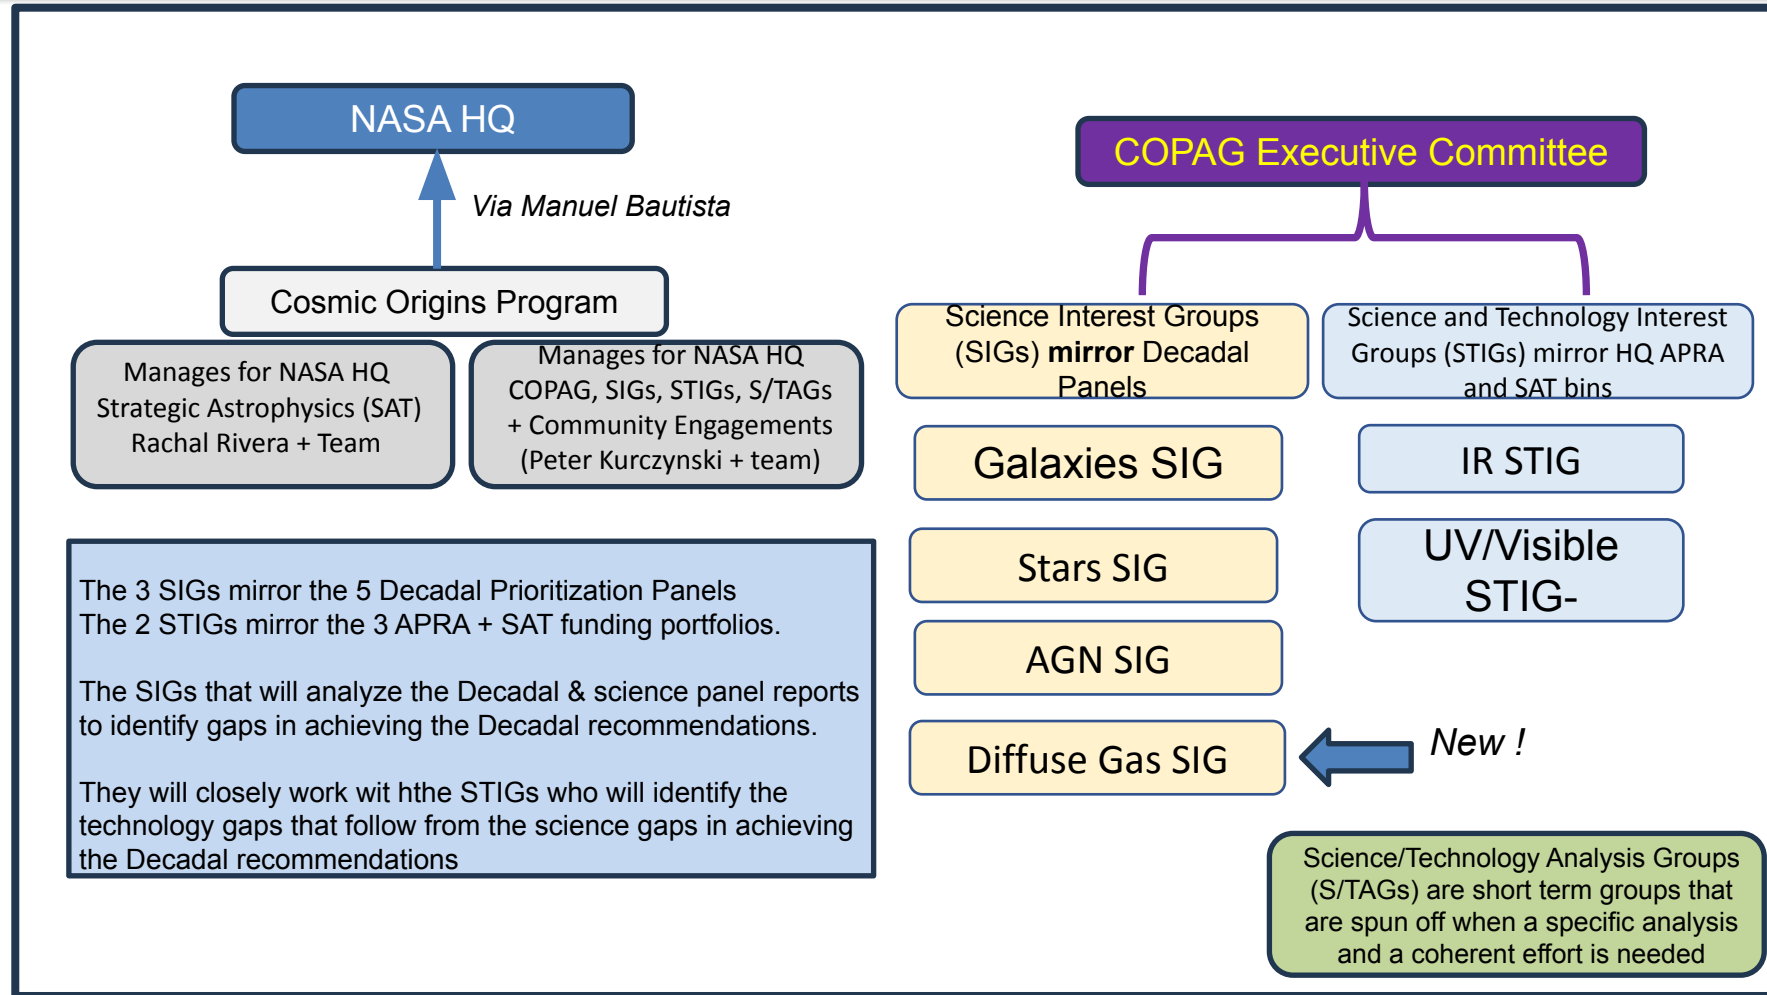 NASA HQ
Via Manuel Bautista
Cosmic Origins Program
Manages for NASA HQ
Strategic Astrophysics (SAT)
Rachal Rivera + Team
Manages for NASA HQ
COPAG, SIGs, STIGs, S/TAGs
+ Community Engagements
(Peter Kurczynski + team)
The 3 SIGs mirror the 5 Decadal Prioritization Panels
The 2 STIGs mirror the 3 APRA + SAT funding portfolios.
The SIGs that will analyze the Decadal & science panel reports
to identify gaps in achieving the Decadal recommendations.
They will closely work wit hthe STIGs who will identify the
technology gaps that follow from the science gaps in achieving
the Decadal recommendations
COPAG Executive Committee
Science Interest Groups
(SIGs) mirror Decadal
Panels
Galaxies SIG
Stars SIG
AGN SIG
Diffuse Gas SIG
New !
Science and Technology Interest
Groups (STIGs) mirror HQ APRA
and SAT bins
IR STIG
UV/Visible
STIG-
Science/Technology Analysis Groups
(S/TAGs) are short term groups that
are spun off when a specific analysis
and a coherent effort is needed